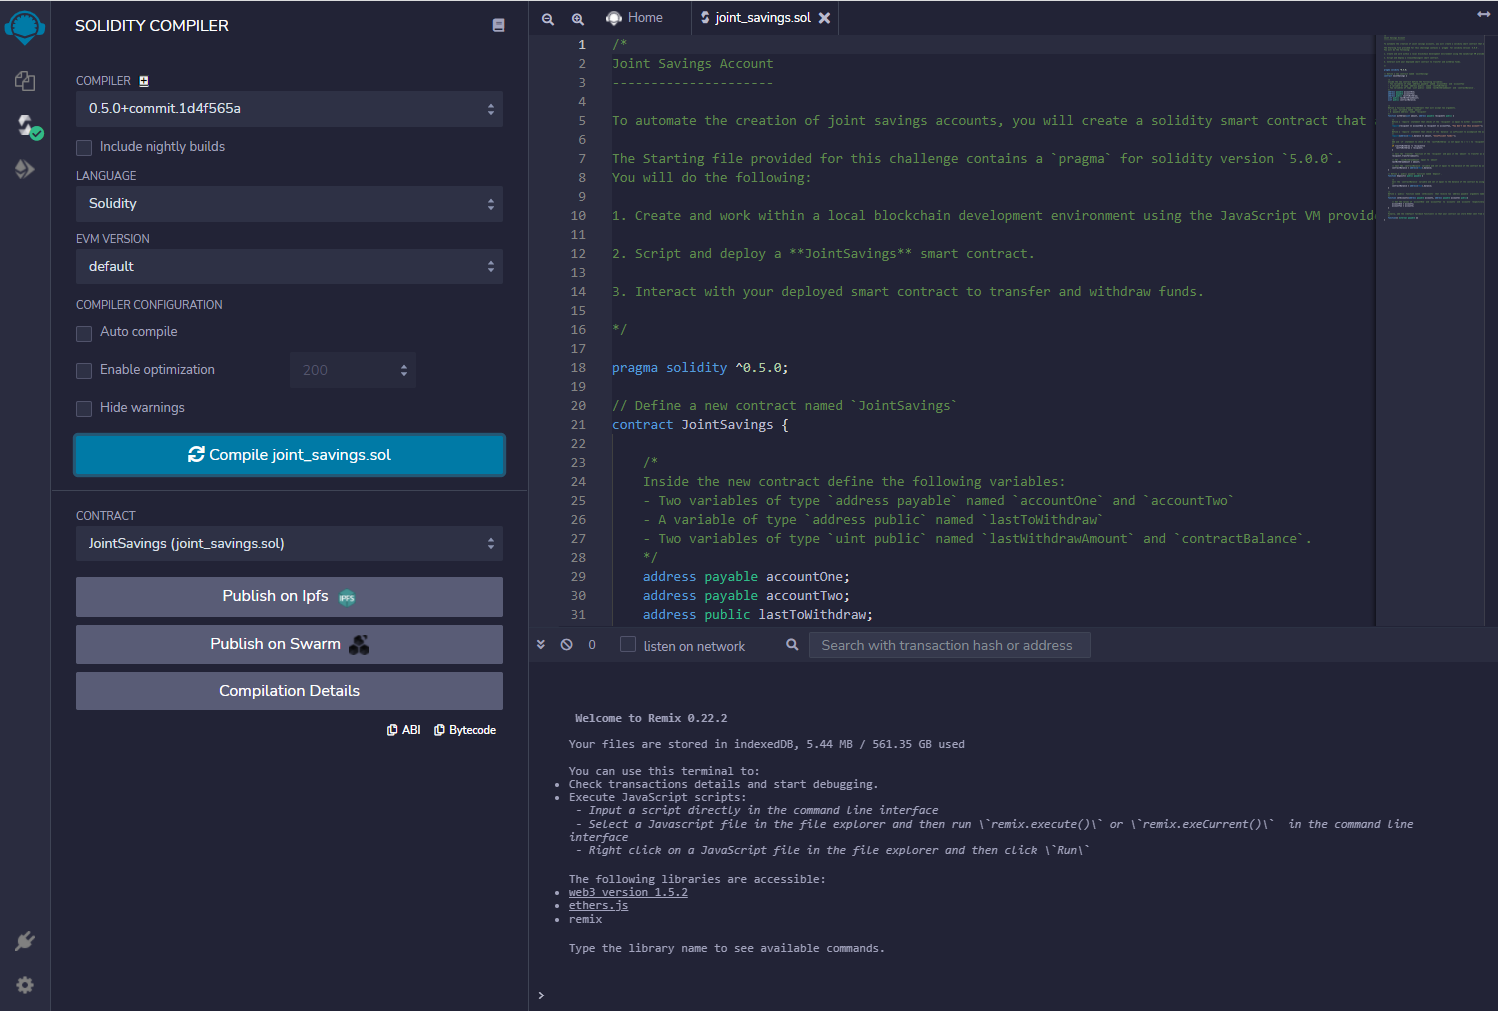 SOLIDITY COMPILER
COMPILER
0.5.0+commit.1d4f565a
Include nightly builds
LANGUAGE
Solidity
EVM VERSION
default
COMPILER CONFIGURATION
Auto compile
Enable optimization
200
Hide warnings
Compile joint_savings.sol
CONTRACT
JointSavings (joint_savings.sol)
Publish on Ipfs
IPFS
Publish on Swarm
Compilation Details
ABI Bytecode
Home joint_savings.sol
1 /*
2 Joint Savings Account
3 ---------------------
4
5 To automate the creation of joint savings accounts, you will create a solidity smart contract that
6
7 The Starting file provided for this challenge contains a `pragma` for solidity version `5.0.0`.
8 You will do the following:
9
10 1. Create and work within a local blockchain development environment using the JavaScript VM provide
11
12 2. Script and deploy a **JointSavings** smart contract.
13
14 3. Interact with your deployed smart contract to transfer and withdraw funds.
15
16 */
17
18 pragma solidity ^0.5.0;
19
20 // Define a new contract named `JointSavings`
21 contract JointSavings {
22
23 /*
24 Inside the new contract define the following variables:
25 - Two variables of type `address payable` named `accountOne` and `accountTwo`
26 - A variable of type `address public` named `lastToWithdraw`
27 - Two variables of type `uint public` named `lastWithdrawAmount` and `contractBalance`.
28 */
29 address payable accountOne;
30 address payable accountTwo;
31 address public lastToWithdraw;
0 listen on network Search with transaction hash or address
Welcome to Remix 0.22.2
Your files are stored in indexedDB, 5.44 MB / 561.35 GB used
You can use this terminal to:
• Check transactions details and start debugging.
• Execute JavaScript scripts:
- Input a script directly in the command line interface
- Select a Javascript file in the file explorer and then run \`remix.execute()\` or \`remix.exeCurrent()\` in the command line
interface
- Right click on a JavaScript file in the file explorer and then click \`Run\`
The following libraries are accessible:
• web3 version 1.5.2
• ethers.js
• remix
Type the library name to see available commands.
>